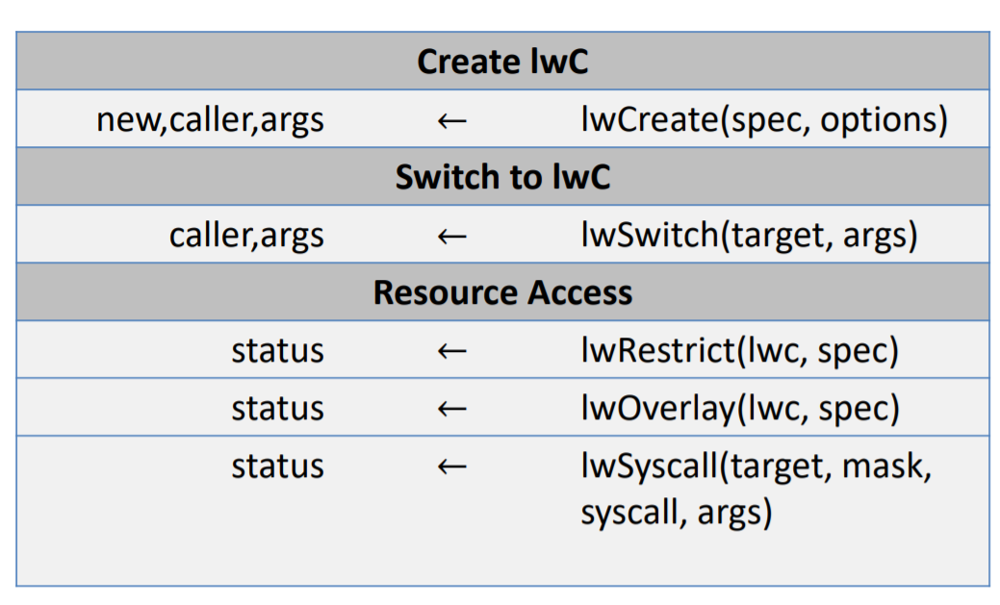 Create lwC
new,caller,args ← lwCreate(spec, options)
Switch to lwC
caller,args ← lwSwitch(target, args)
Resource Access
status ← lwRestrict(lwc, spec)
status ← lwOverlay(lwc, spec)
status ← lwSyscall(target, mask,
syscall, args)